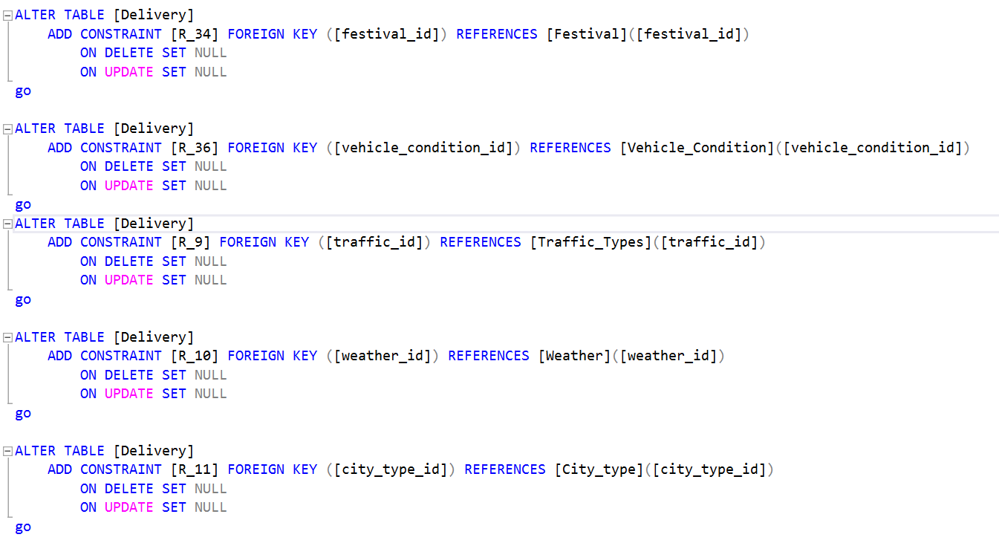 ALTER TABLE [Delivery]
ADD CONSTRAINT [R_34] FOREIGN KEY ([festival_id]) REFERENCES [Festival]([festival_id])
ON DELETE SET NULL
ON UPDATE SET NULL
go
ALTER TABLE [Delivery]
ADD CONSTRAINT [R_36] FOREIGN KEY ([vehicle_condition_id]) REFERENCES [Vehicle_Condition]([vehicle_condition_id])
ON DELETE SET NULL
ON UPDATE SET NULL
go
ALTER TABLE [Delivery]
ADD CONSTRAINT [R_9] FOREIGN KEY ([traffic_id]) REFERENCES [Traffic_Types]([traffic_id])
ON DELETE SET NULL
ON UPDATE SET NULL
go
ALTER TABLE [Delivery]
ADD CONSTRAINT [R_10] FOREIGN KEY ([weather_id]) REFERENCES [Weather]([weather_id])
ON DELETE SET NULL
ON UPDATE SET NULL
go
ALTER TABLE [Delivery]
ADD CONSTRAINT [R_11] FOREIGN KEY ([city_type_id]) REFERENCES [City_type]([city_type_id])
ON DELETE SET NULL
ON UPDATE SET NULL
go